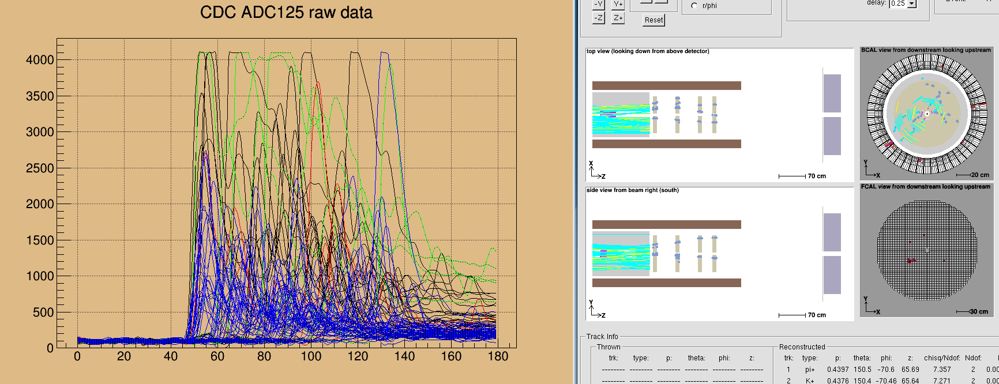 CDC ADC125 raw data
4000
3500
3000
2500
2000
1500
1000
500
0
0 20 40 60 80 100 120 140 160 180
-Y Y+
-Z Z+
Reset
r/phi
delay: 0.25
top view (looking down from above detector)
X
Z
70 cm
BCAL view from downstream looking upstream
Y
X
20 cm
side view from beam right (south)
Y
Z
70 cm
FCAL view from downstream looking upstream
Y
X
30 cm
Track Info
Thrown
trk: type: p: theta: phi: z:
-------- -------- -------- -------- -------- --------
-------- -------- -------- -------- -------- --------
Reconstructed
trk: type: p: theta: phi: z: chisq/Ndof: Ndof:
1 pi+ 0.4397 150.5 -70.6 65.69 7.357 2 0.00
2 K+ 0.4376 150.4 -70.46 65.64 7.271 2 0.00